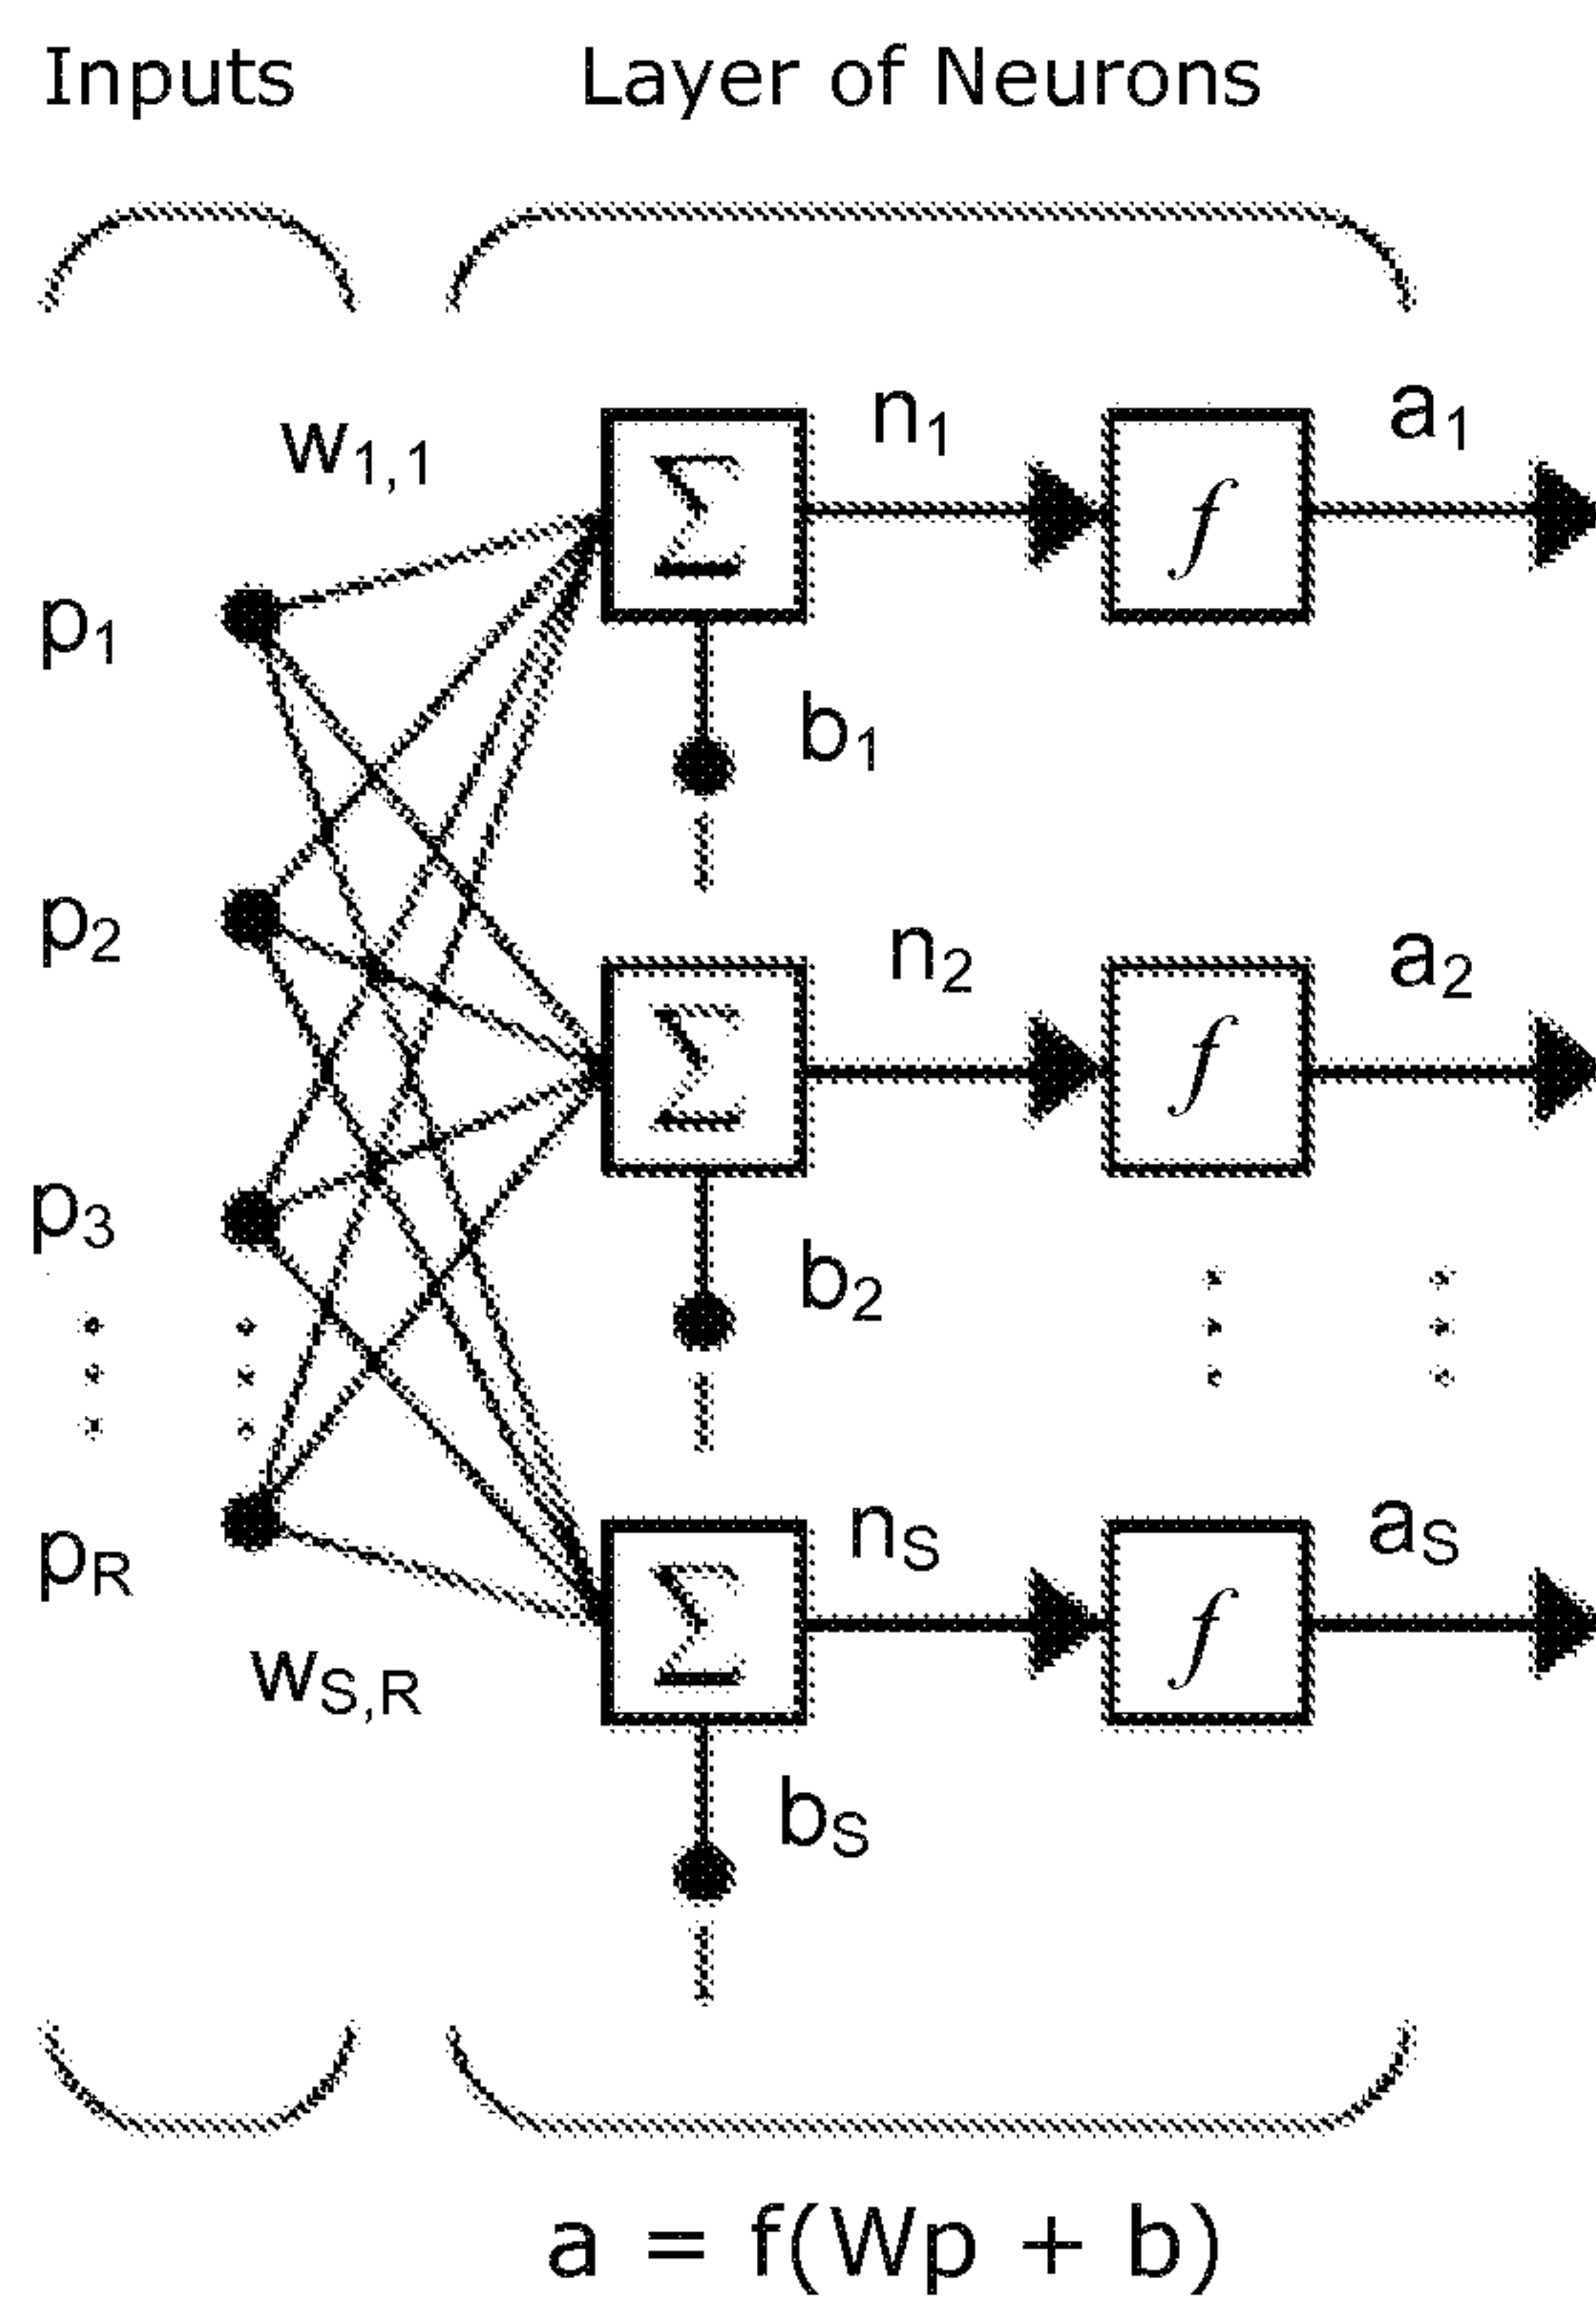 Inputs Layer of Neurons
w1,1 n1 a1
Σ f
p1
b1
p2 n2 a2
Σ f
p3
b2
nS aS
pR
Σ f
wS,R
bS
a = f(Wp + b)